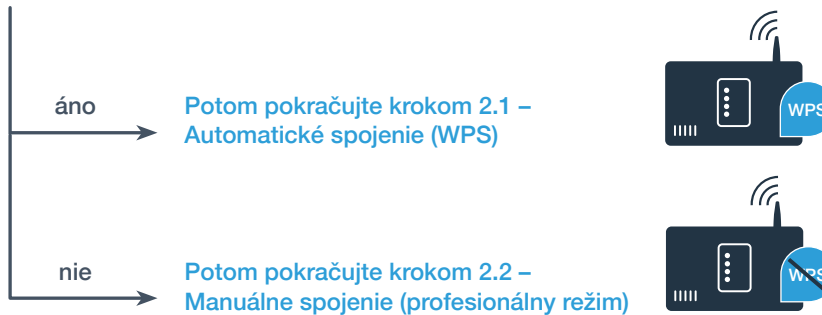 áno
Potom pokračujte krokom 2.1 –
Automatické spojenie (WPS)
WPS
nie
Potom pokračujte krokom 2.2 –
Manuálne spojenie (profesionálny režim)
WPS